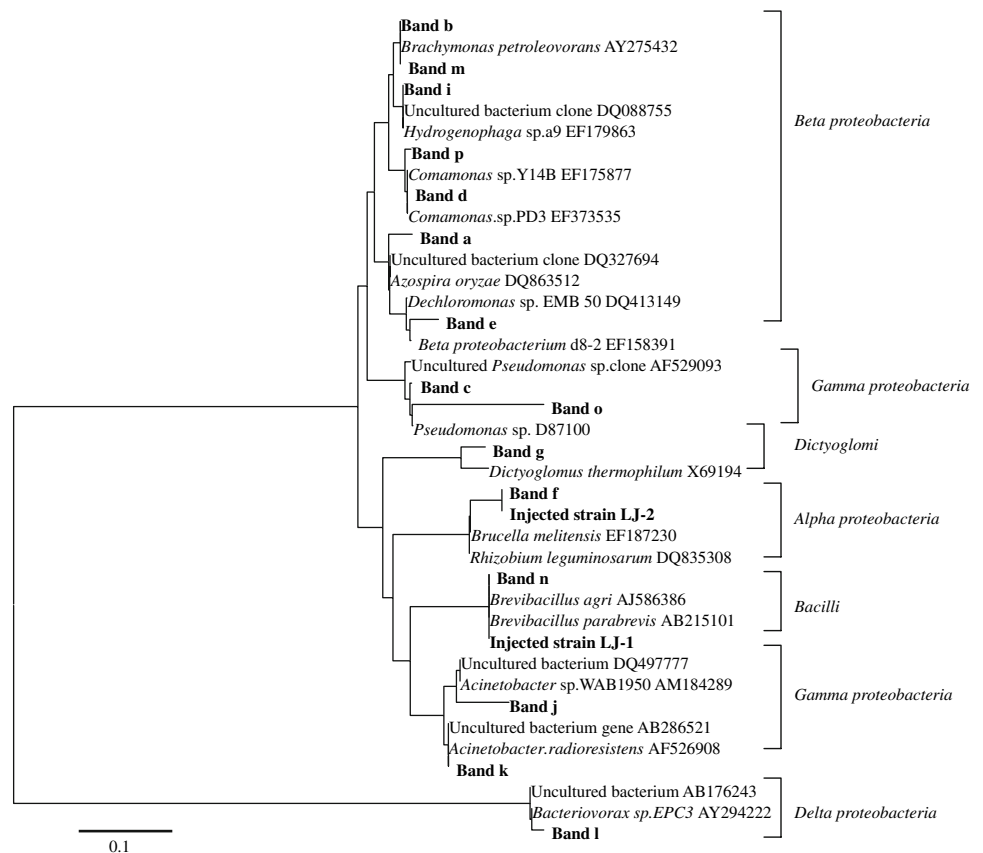 Band b
Brachymonas petroleovorans AY275432
Band m
Band i
Uncultured bacterium clone DQ088755
Hydrogenophaga sp.a9 EF179863
Band p
Comamonas sp.Y14B EF175877
Band d
Comamonas.sp.PD3 EF373535
Band a
Uncultured bacterium clone DQ327694
Azospira oryzae DQ863512
Dechloromonas sp. EMB 50 DQ413149
Band e
Beta proteobacterium d8-2 EF158391
Beta proteobacteria
Uncultured Pseudomonas sp.clone AF529093
Band c
Band o
Pseudomonas sp. D87100
Gamma proteobacteria
Band g
Dictyoglomus thermophilum X69194
Dictyoglomi
Band f
Injected strain LJ-2
Brucella melitensis EF187230
Rhizobium leguminosarum DQ835308
Alpha proteobacteria
Band n
Brevibacillus agri AJ586386
Brevibacillus parabrevis AB215101
Injected strain LJ-1
Bacilli
Uncultured bacterium DQ497777
Acinetobacter sp.WAB1950 AM184289
Band j
Uncultured bacterium gene AB286521
Acinetobacter.radioresistens AF526908
Band k
Gamma proteobacteria
Uncultured bacterium AB176243
Bacteriovorax sp.EPC3 AY294222
Band l
Delta proteobacteria
0.1